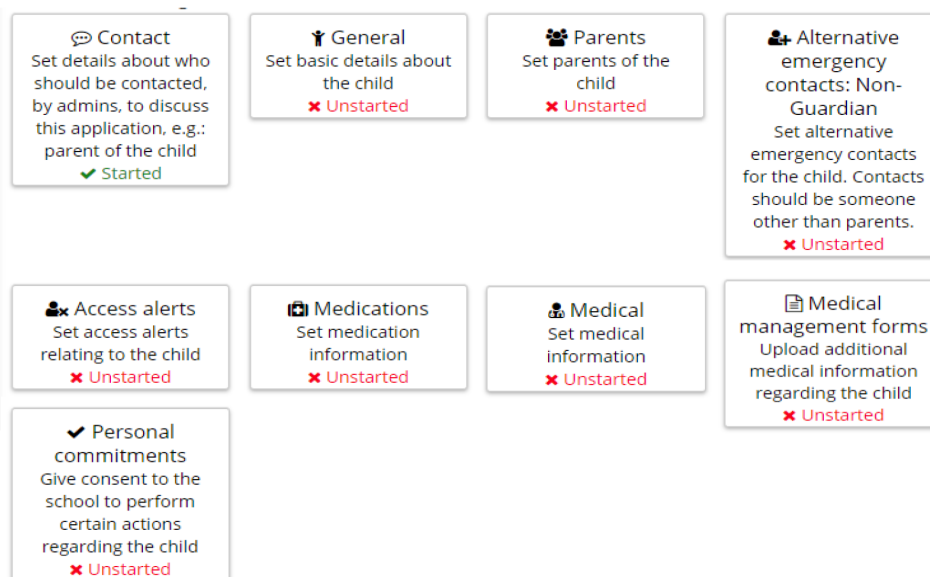 Contact
Set details about who
should be contacted,
by admins, to discuss
this application, e.g.:
parent of the child
Started
General
Set basic details about
the child
Unstarted
Parents
Set parents of the
child
Unstarted
Alternative
emergency
contacts: Non-
Guardian
Set alternative
emergency contacts
for the child. Contacts
should be someone
other than parents.
Unstarted
Access alerts
Set access alerts
relating to the child
Unstarted
Medications
Set medication
information
Unstarted
Medical
Set medical
information
Unstarted
Medical
management forms
Upload additional
medical information
regarding the child
Unstarted
Personal
commitments
Give consent to the
school to perform
certain actions
regarding the child
Unstarted